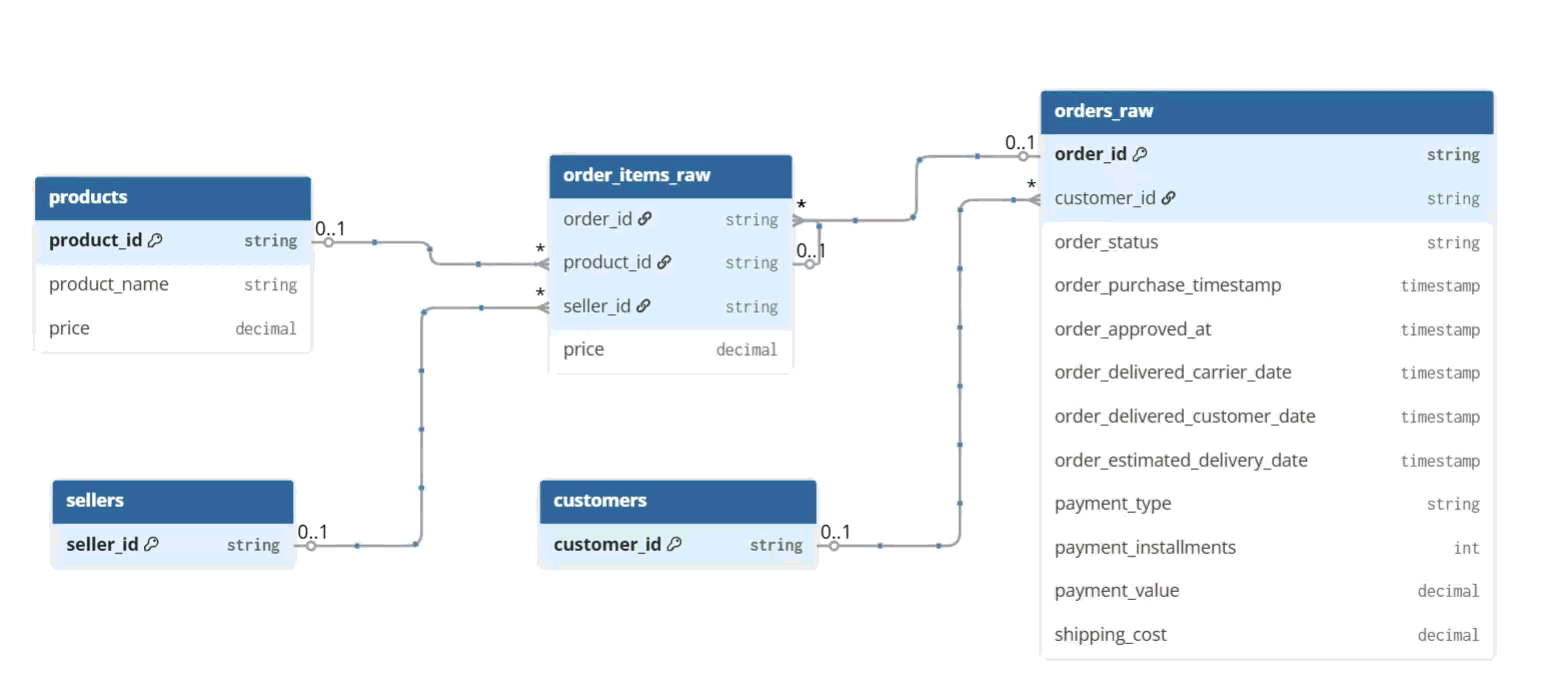 products
product_id string
product_name string
price decimal
0..1
*
*
order_items_raw
order_id string
product_id string
seller_id string
price decimal
*
0..1
0..1
*
orders_raw
order_id string
customer_id string
order_status string
order_purchase_timestamp timestamp
order_approved_at timestamp
order_delivered_carrier_date timestamp
order_delivered_customer_date timestamp
order_estimated_delivery_date timestamp
payment_type string
payment_installments int
payment_value decimal
shipping_cost decimal
sellers
seller_id string
0..1
customers
customer_id string
0..1